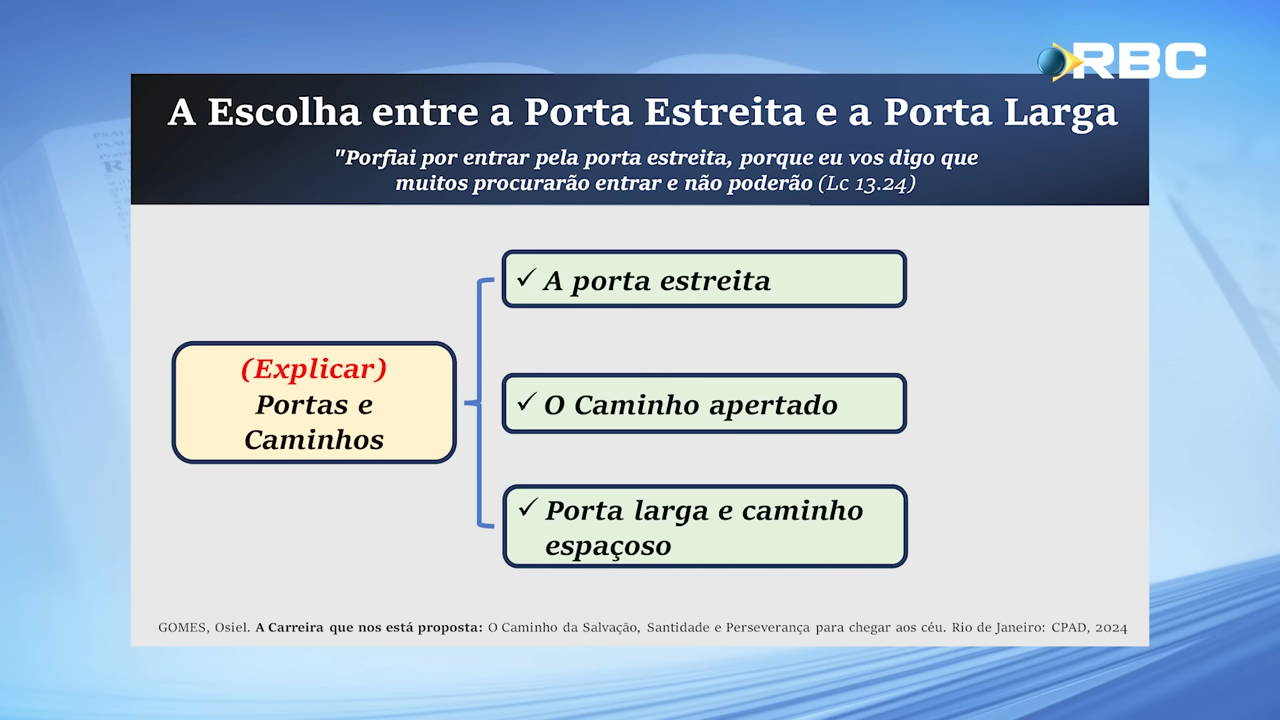 RBC
A Escolha entre a Porta Estreita e a Porta Larga
"Porfiai por entrar pela porta estreita, porque eu vos digo que
muitos procurarão entrar e não poderão (Lc 13.24)
✓ A porta estreita
(Explicar)
Portas e
Caminhos
✓ O Caminho apertado
✓ Porta larga e caminho
espaçoso
GOMES, Osiel. A Carreira que nos está proposta: O Caminho da Salvação, Santidade e Perseverança para chegar aos céu. Rio de Janeiro: CPAD, 2024